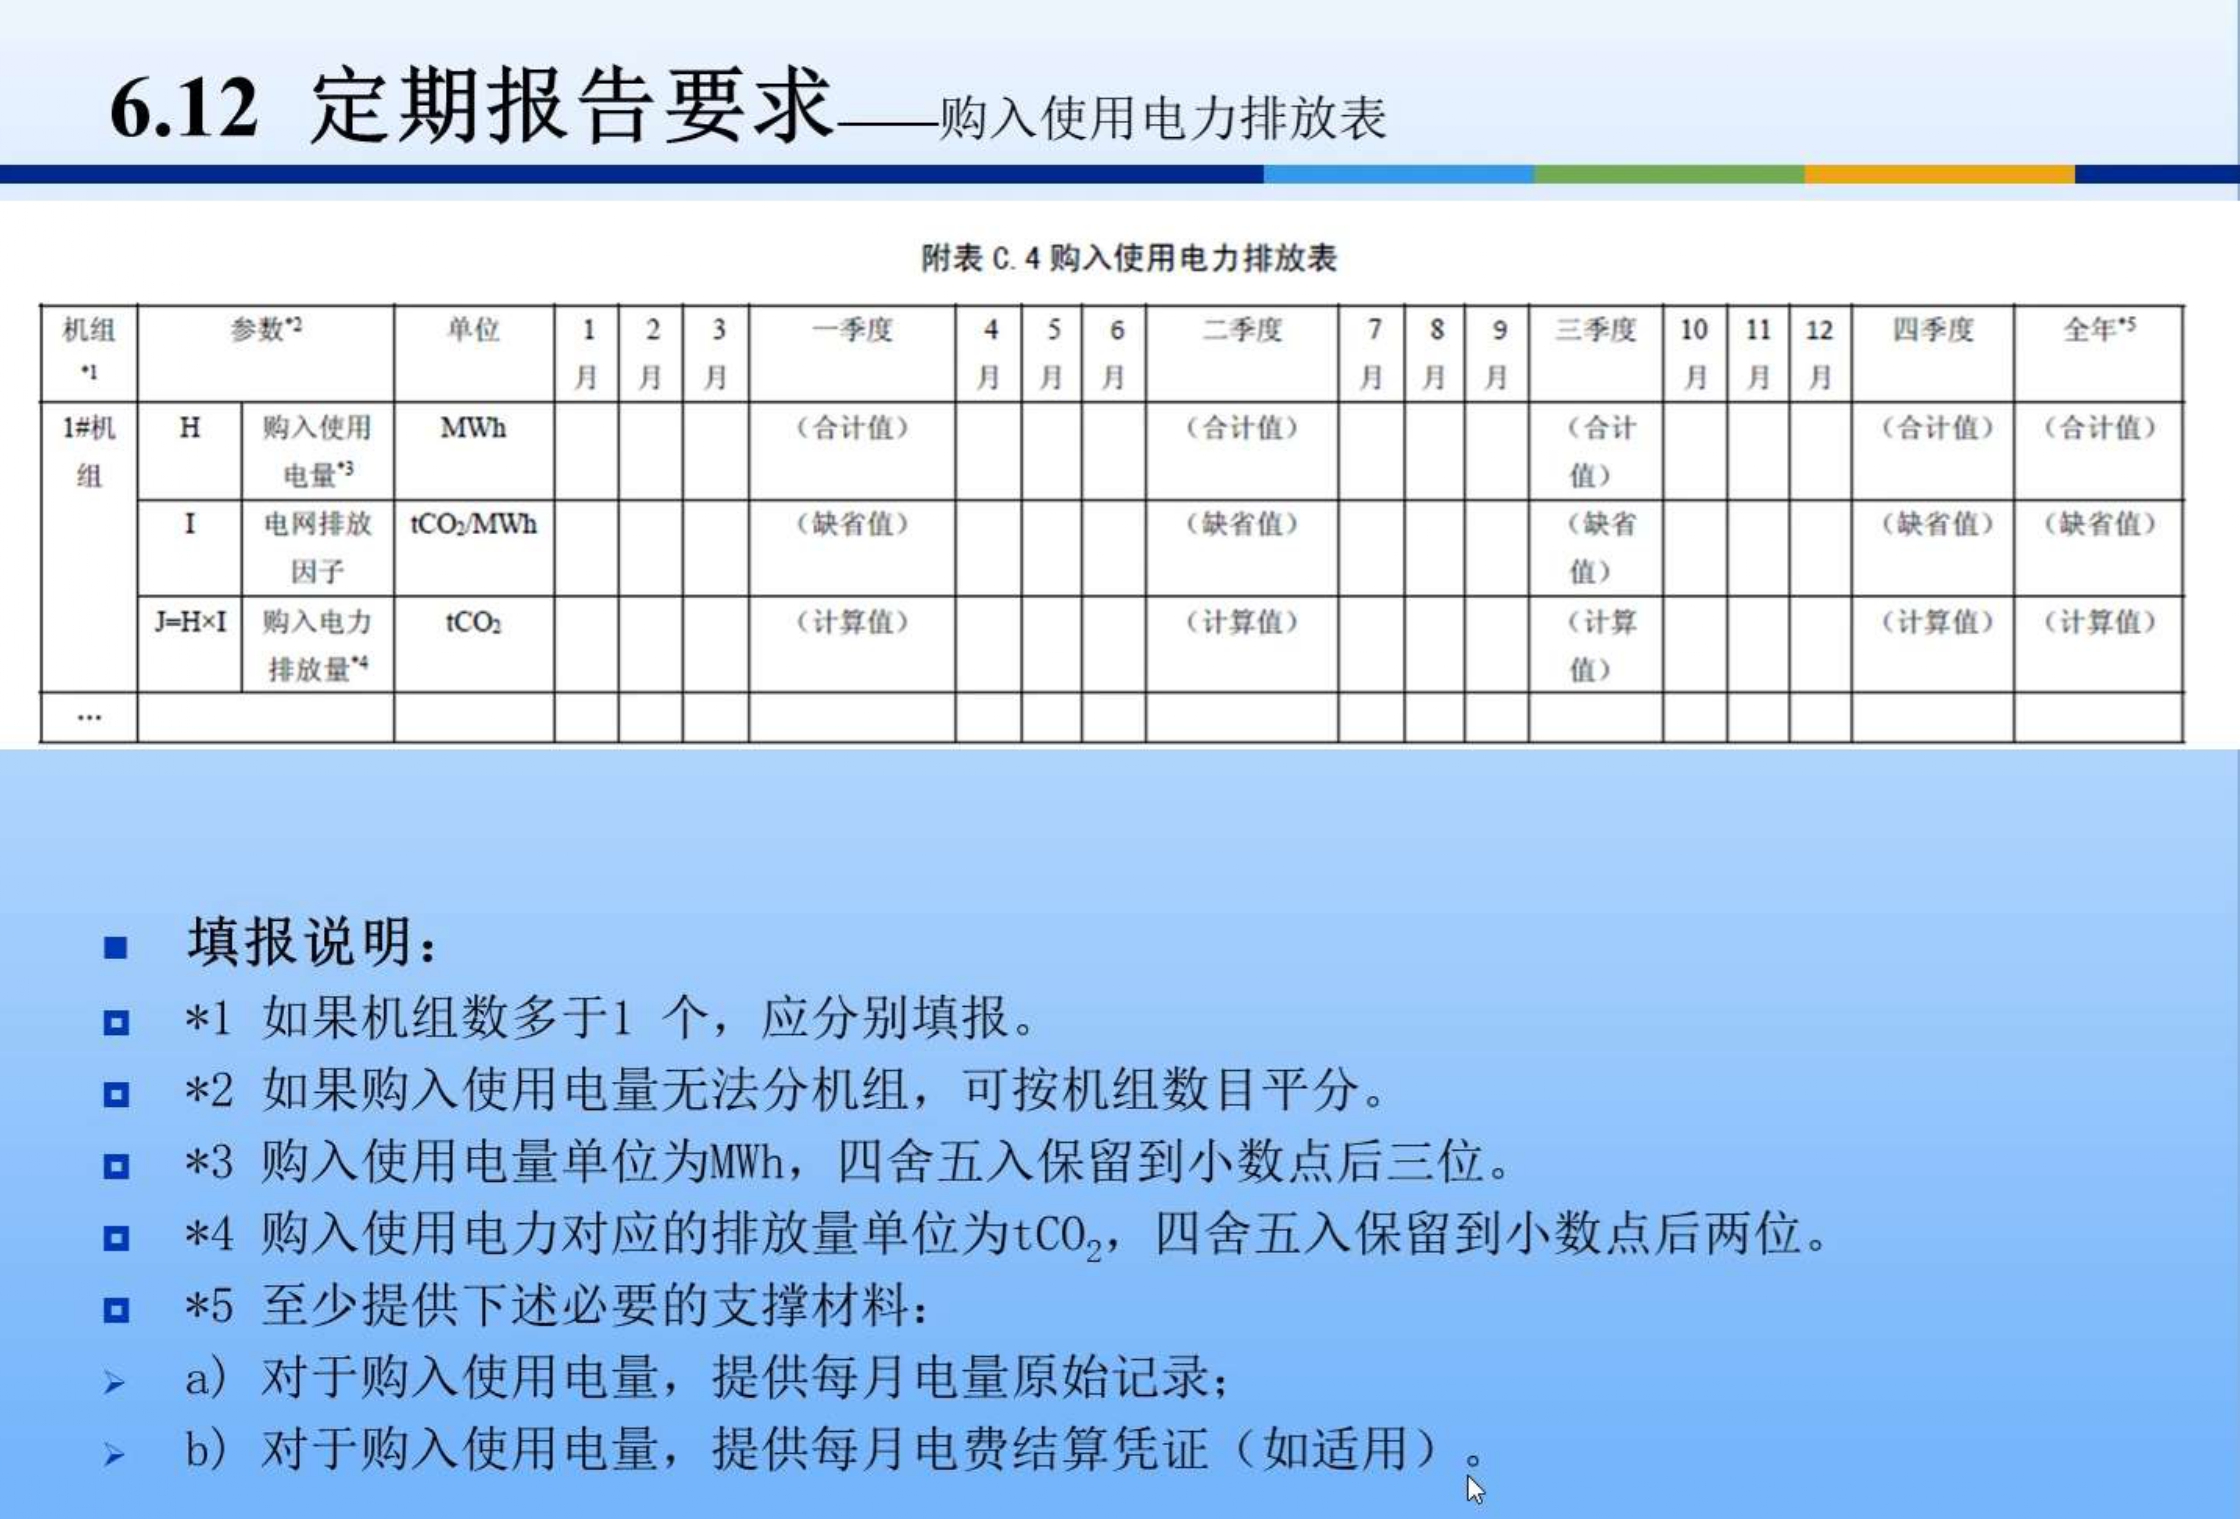 6.12 定期报告要求——购入使用电力排放表
附表 C.4 购入使用电力排放表
机组*1 参数*2 单位 1月 2月 3月 一季度 4月 5月 6月 二季度 7月 8月 9月 三季度 10月 11月 12月 四季度 全年*5
1#机组 H 购入使用电量*3 MWh （合计值） （合计值） （合计值） （合计值） （合计值）
I 电网排放因子 tCO₂/MWh （缺省值） （缺省值） （缺省值） （缺省值） （缺省值）
J=H×I 购入电力排放量*4 tCO₂ （计算值） （计算值） （计算值） （计算值） （计算值）
…
填报说明：
*1 如果机组数多于1 个，应分别填报。
*2 如果购入使用电量无法分机组，可按机组数目平分。
*3 购入使用电量单位为MWh，四舍五入保留到小数点后三位。
*4 购入使用电力对应的排放量单位为tCO₂，四舍五入保留到小数点后两位。
*5 至少提供下述必要的支撑材料：
a) 对于购入使用电量，提供每月电量原始记录；
b) 对于购入使用电量，提供每月电费结算凭证（如适用）。